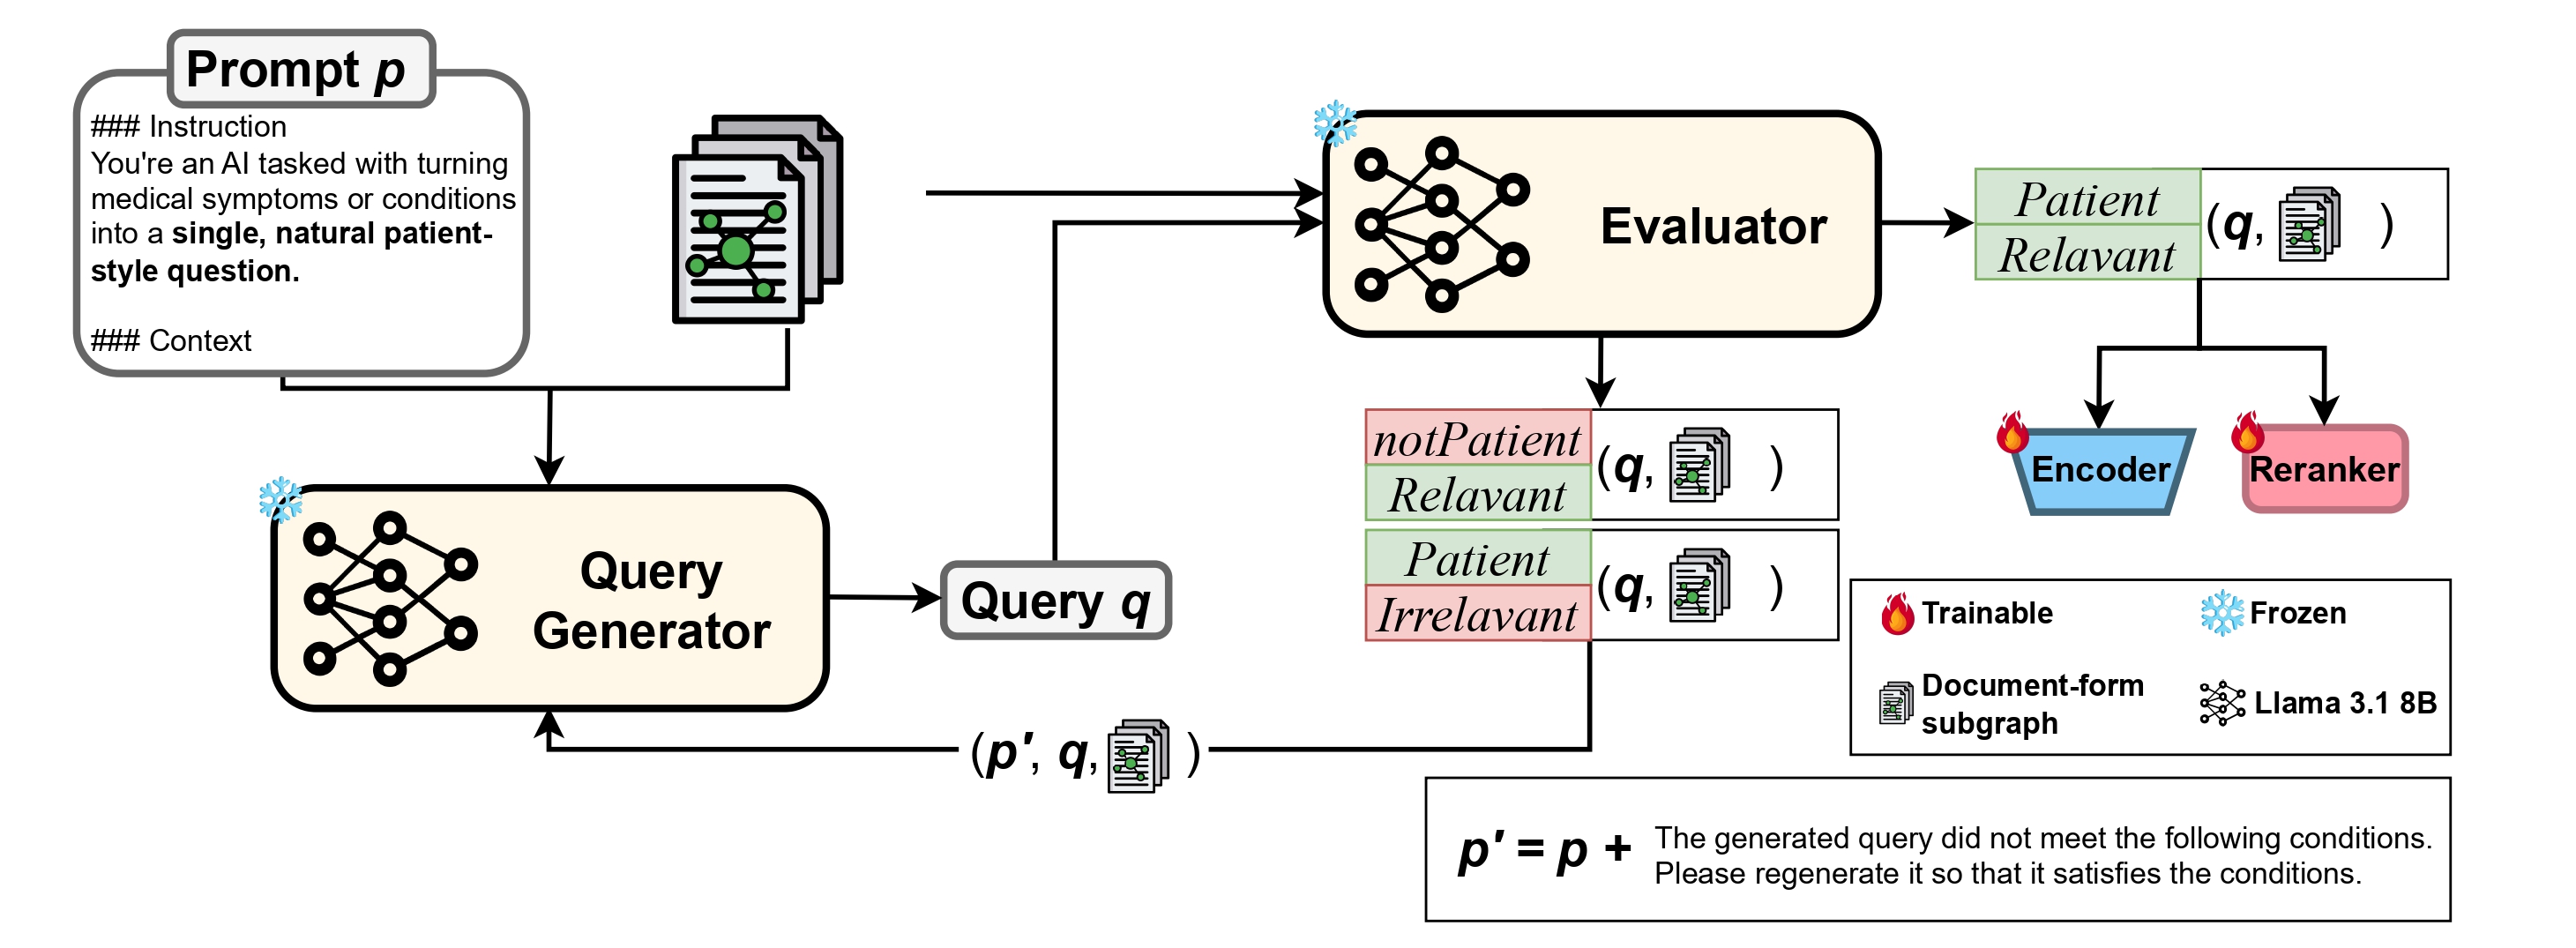 Prompt p
### Instruction
You're an AI tasked with turning
medical symptoms or conditions
into a single, natural patient-
style question.
### Context
Evaluator
Patient
Relavant
(q, )
notPatient
Relavant
(q, )
Patient
Irrelavant
(q, )
Encoder
Reranker
Query
Generator
Query q
(p', q, )
Trainable
Frozen
Document-form
subgraph
Llama 3.1 8B
p' = p +
The generated query did not meet the following conditions.
Please regenerate it so that it satisfies the conditions.